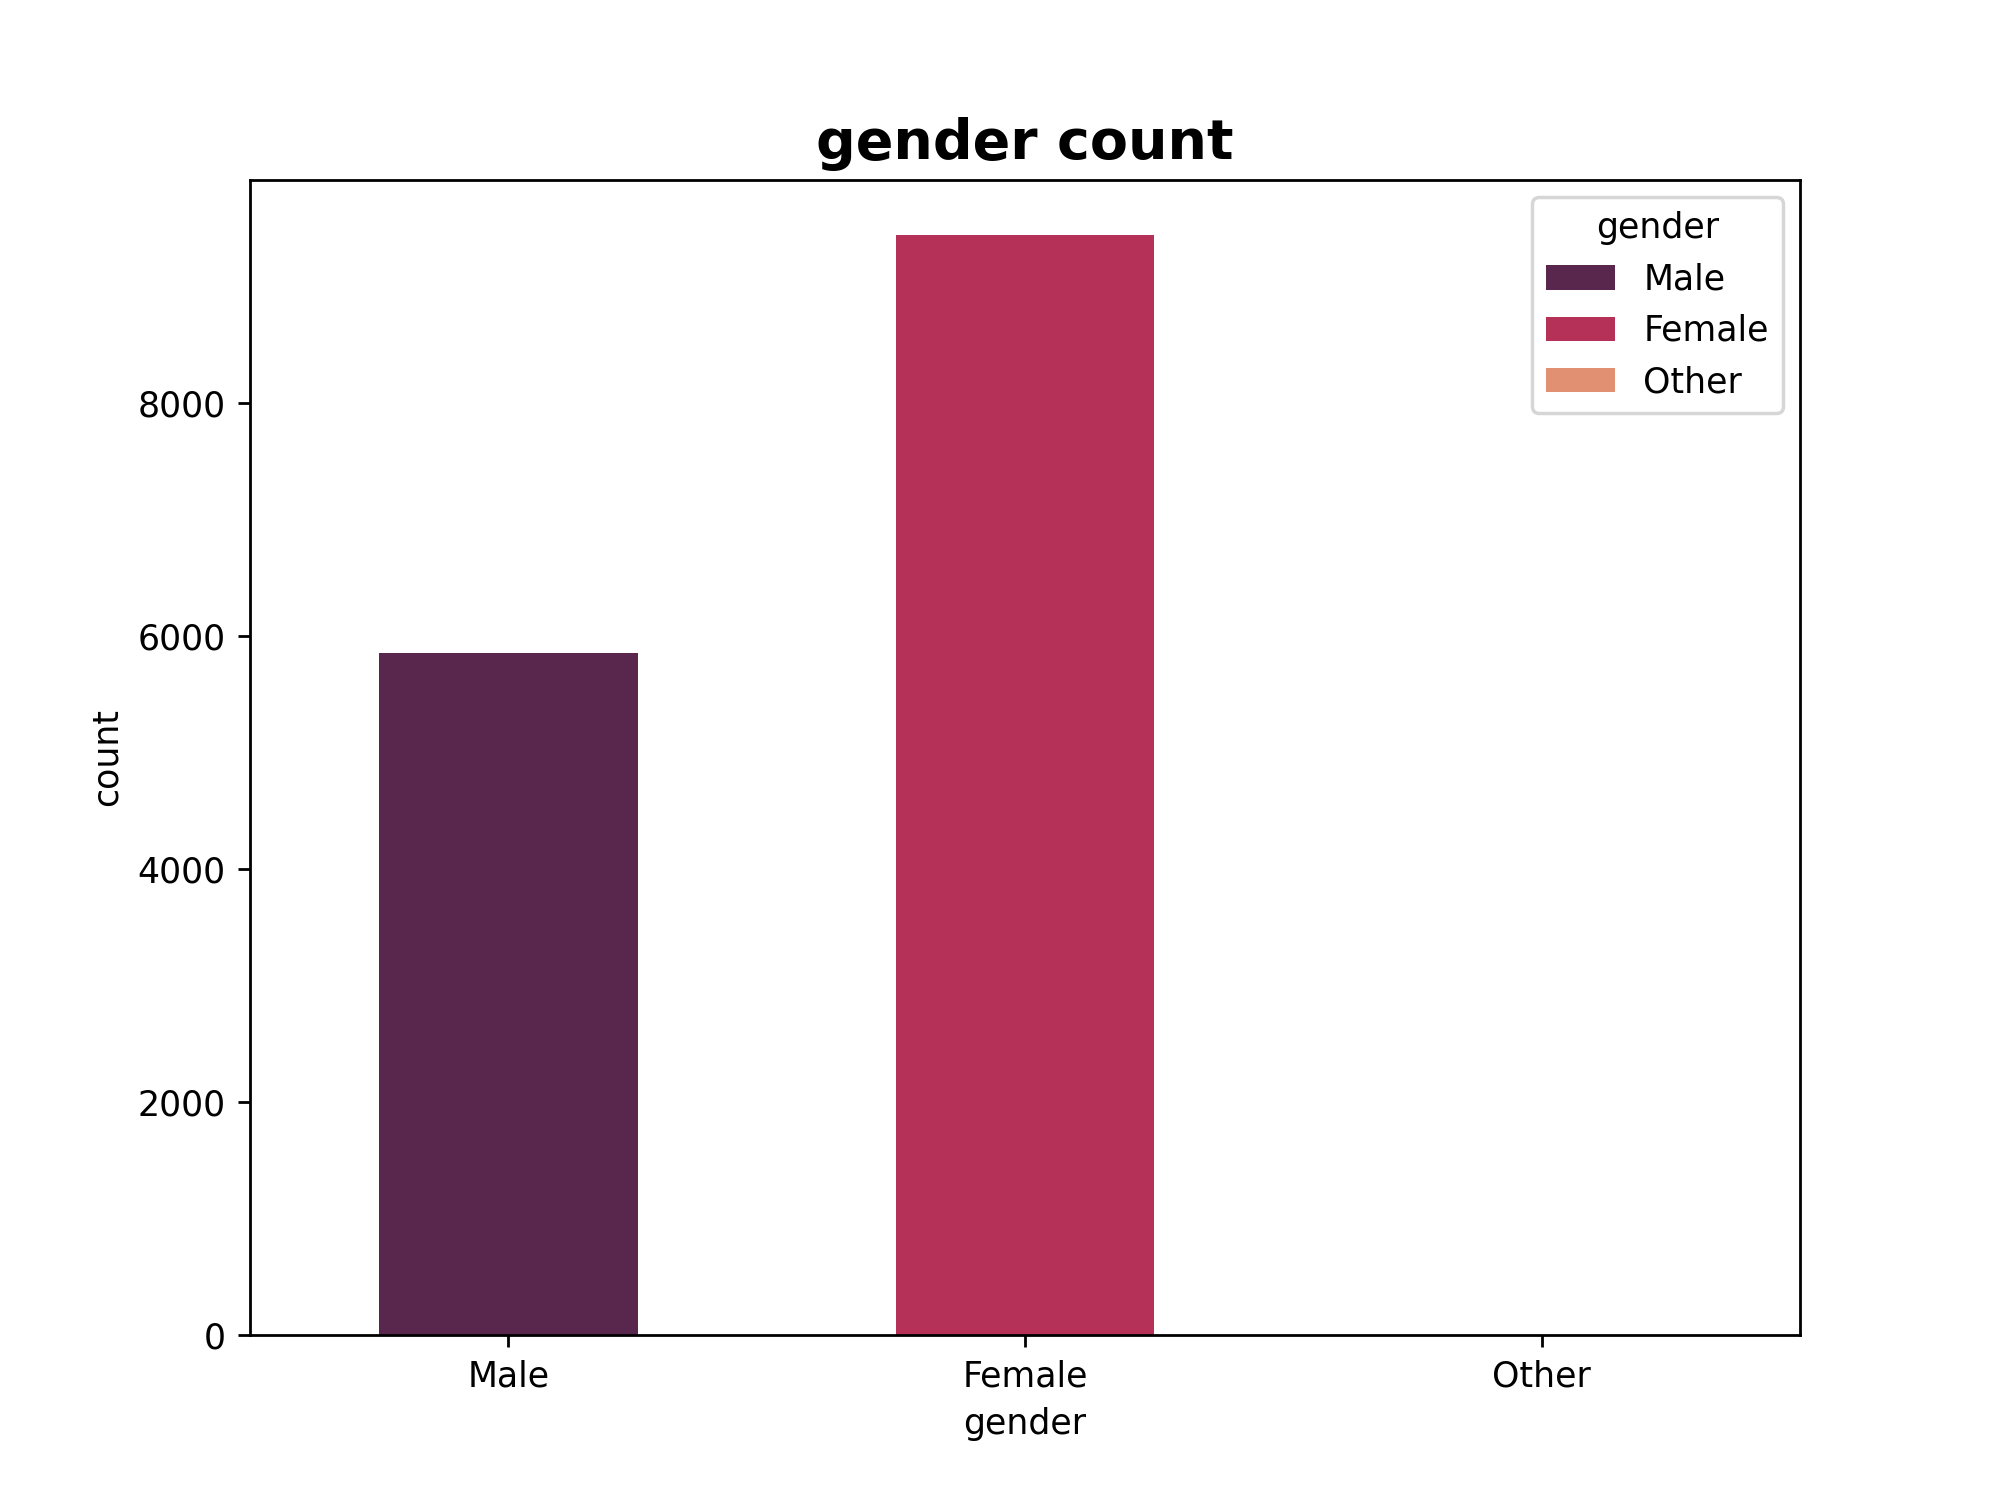 gender count
gender
Male
Female
Other
8000
6000
4000
2000
0
count
Male Female Other
gender